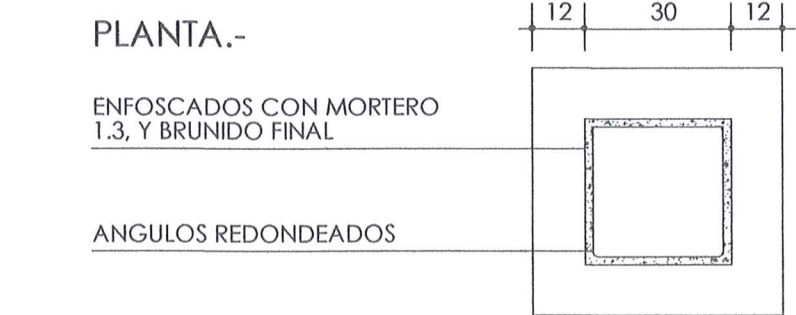 12 30 12
PLANTA.-
ENFOSCADOS CON MORTERO
1.3, Y BRUNIDO FINAL
ANGULOS REDONDEADOS